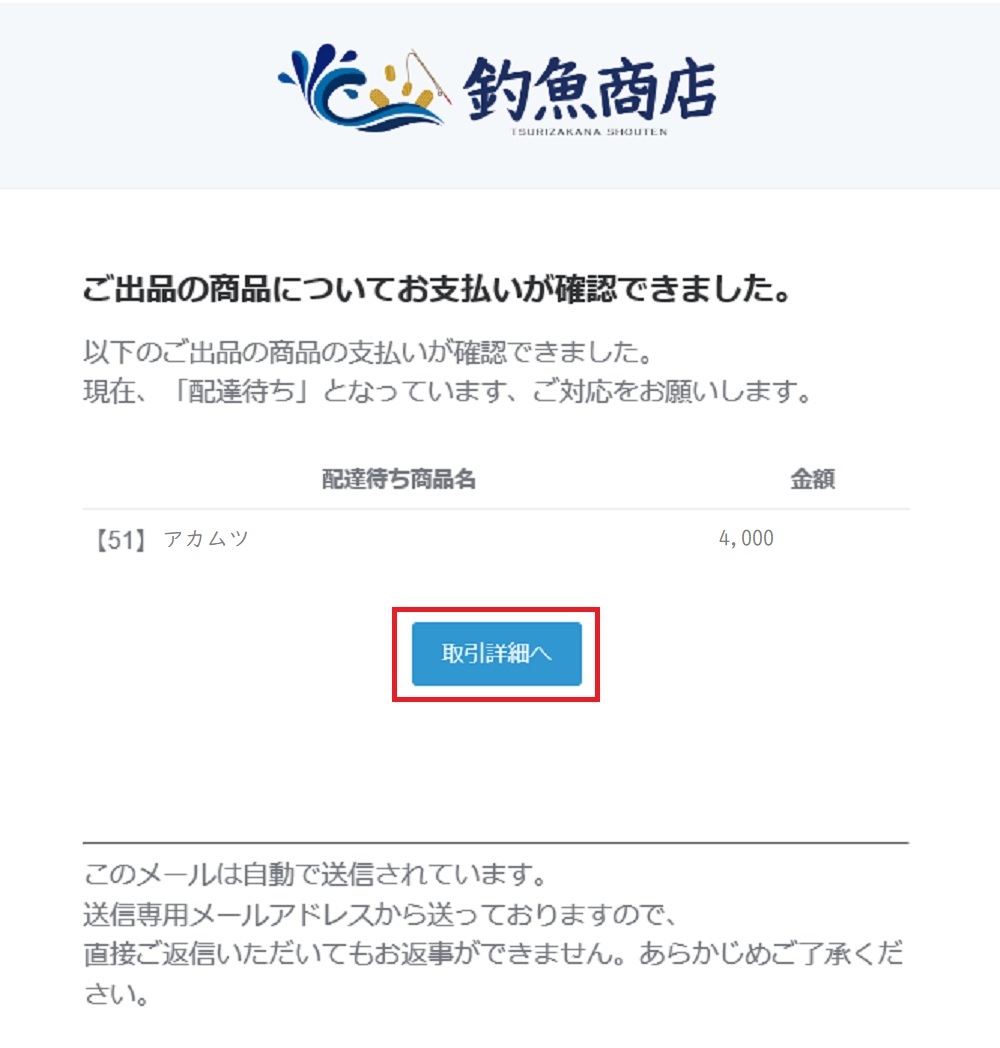 釣魚商店
TSURIZAKANA SHOUTEN
ご出品の商品についてお支払いが確認できました。
以下のご出品の商品の支払いが確認できました。
現在、「配達待ち」となっています、ご対応をお願いします。
配達待ち商品名 金額
【51】 アカムツ 4,000
取引詳細へ
このメールは自動で送信されています。
送信専用メールアドレスから送っておりますので、
直接ご返信いただいてもお返事ができません。あらかじめご了承くだ
さい。